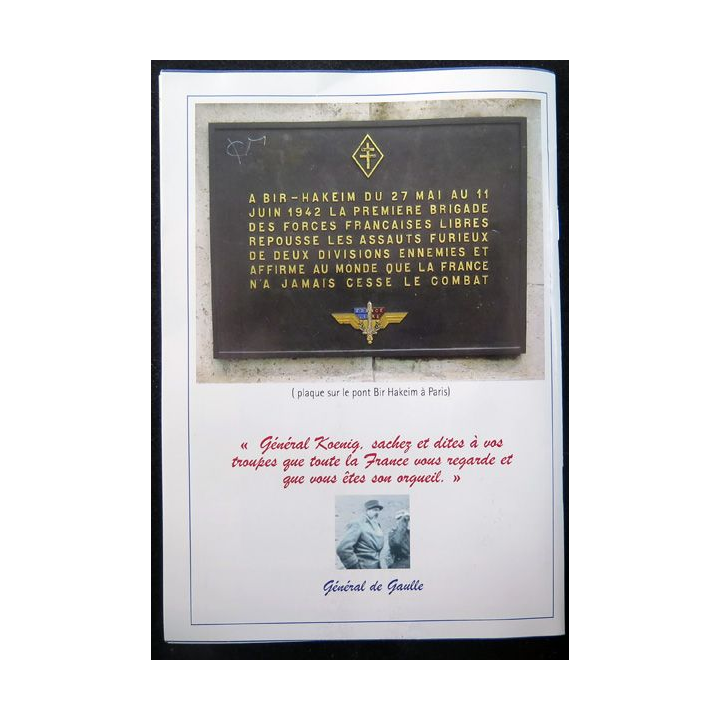 A BIR-HAKEIM DU 27 MAI AU 11
JUIN 1942 LA PREMIERE BRIGADE
DES FORCES FRANCAISES LIBRES
REPOUSSE LES ASSAUTS FURIEUX
DE DEUX DIVISIONS ENNEMIES ET
AFFIRME AU MONDE QUE LA FRANCE
N'A JAMAIS CESSE LE COMBAT
FRANCE
LIBRE
( plaque sur le pont Bir Hakeim à Paris)
« Général Koenig, sachez et dites à vos
troupes que toute la France vous regarde et
que vous êtes son orgueil. »
Général de Gaulle